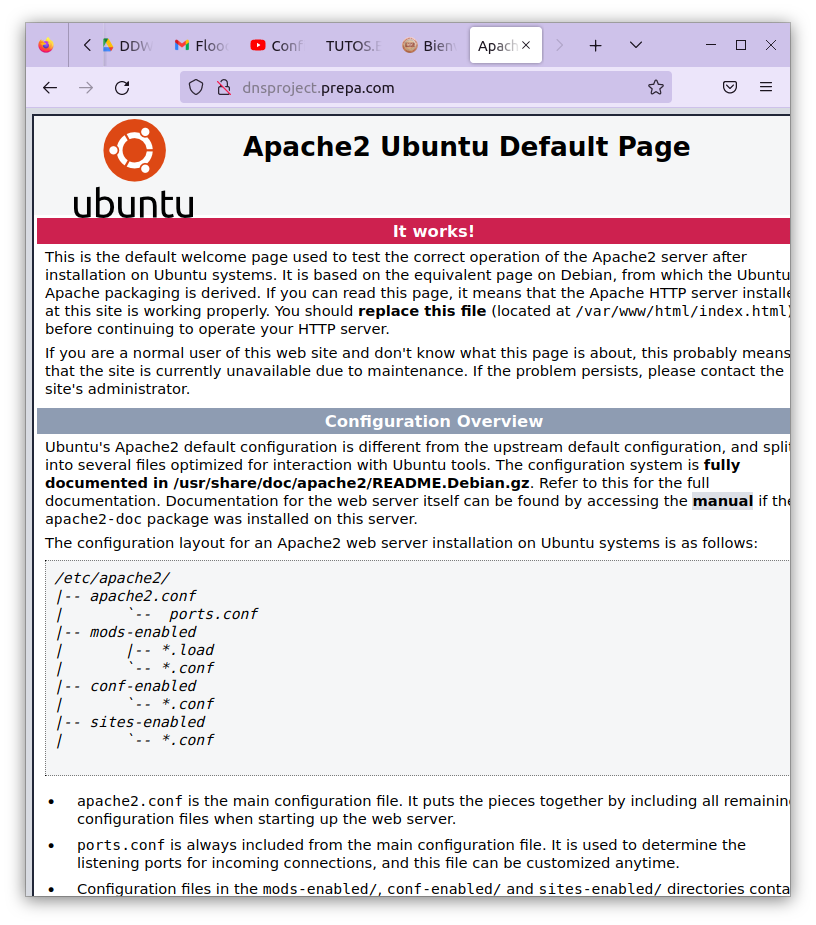 DDW
Flood
Conf
TUTOS.E
Bien
Apach
dnsproject.prepa.com
ubuntu
Apache2 Ubuntu Default Page
It works!
This is the default welcome page used to test the correct operation of the Apache2 server after
installation on Ubuntu systems. It is based on the equivalent page on Debian, from which the Ubuntu
Apache packaging is derived. If you can read this page, it means that the Apache HTTP server installe
at this site is working properly. You should replace this file (located at /var/www/html/index.html)
before continuing to operate your HTTP server.
If you are a normal user of this web site and don't know what this page is about, this probably means
that the site is currently unavailable due to maintenance. If the problem persists, please contact the
site's administrator.
Configuration Overview
Ubuntu's Apache2 default configuration is different from the upstream default configuration, and split
into several files optimized for interaction with Ubuntu tools. The configuration system is fully
documented in /usr/share/doc/apache2/README.Debian.gz. Refer to this for the full
documentation. Documentation for the web server itself can be found by accessing the manual if the
apache2-doc package was installed on this server.
The configuration layout for an Apache2 web server installation on Ubuntu systems is as follows:
/etc/apache2/
|-- apache2.conf
|       `--  ports.conf
|-- mods-enabled
|       |-- *.load
|       `-- *.conf
|-- conf-enabled
|       `-- *.conf
|-- sites-enabled
|       `-- *.conf
• apache2.conf is the main configuration file. It puts the pieces together by including all remainin
configuration files when starting up the web server.
• ports.conf is always included from the main configuration file. It is used to determine the
listening ports for incoming connections, and this file can be customized anytime.
• Configuration files in the mods-enabled/, conf-enabled/ and sites-enabled/ directories conta